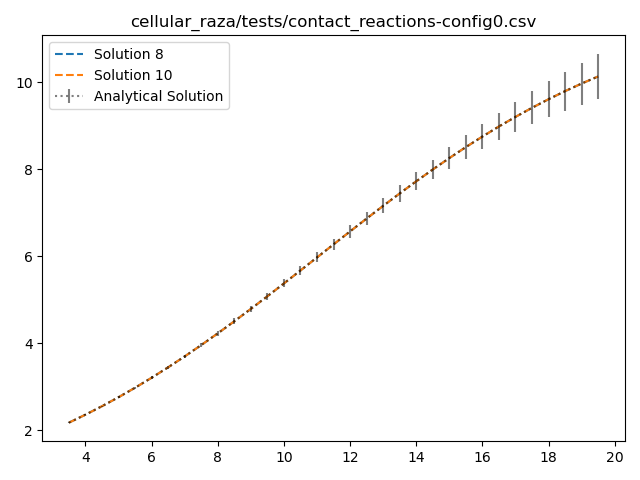 cellular_raza/tests/contact_reactions-config0.csv
Solution 8
Solution 10
Analytical Solution
10
8
6
4
2
4 6 8 10 12 14 16 18 20